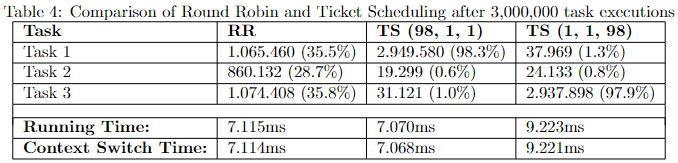 Table 4: Comparison of Round Robin and Ticket Scheduling after 3,000,000 task executions
Task RR TS (98, 1, 1) TS (1, 1, 98)
Task 1 1.065.460 (35.5%) 2.949.580 (98.3%) 37.969 (1.3%)
Task 2 860.132 (28.7%) 19.299 (0.6%) 24.133 (0.8%)
Task 3 1.074.408 (35.8%) 31.121 (1.0%) 2.937.898 (97.9%)
Running Time: 7.115ms 7.070ms 9.223ms
Context Switch Time: 7.114ms 7.068ms 9.221ms